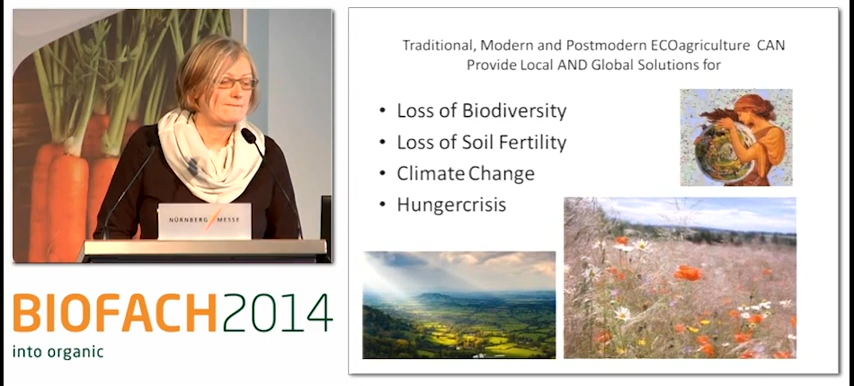 NÜRNBERG MESSE
BIOFACH2014
into organic
Traditional, Modern and Postmodern ECOagriculture CAN
Provide Local AND Global Solutions for
• Loss of Biodiversity
• Loss of Soil Fertility
• Climate Change
• Hungercrisis